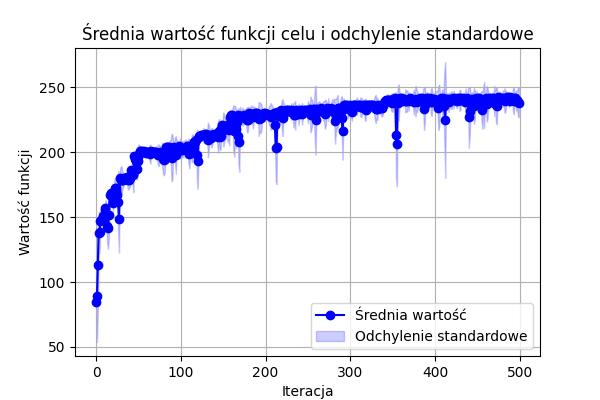 Średnia wartość funkcji celu i odchylenie standardowe
Wartość funkcji
250
200
150
100
50
0 100 200 300 400 500
Iteracja
Średnia wartość
Odchylenie standardowe